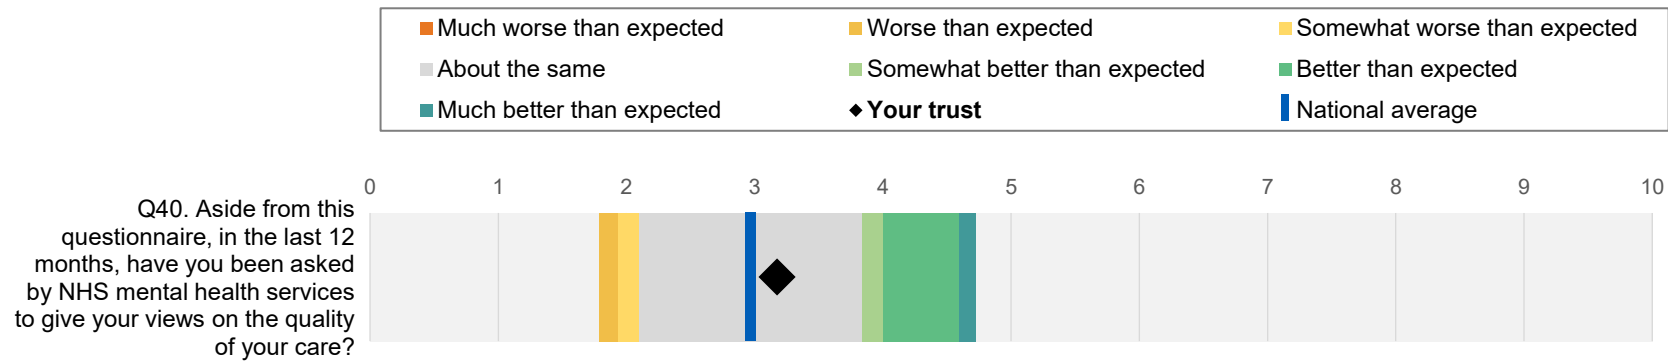 Much worse than expected
Worse than expected
Somewhat worse than expected
About the same
Somewhat better than expected
Better than expected
Much better than expected
Your trust
National average
0 1 2 3 4 5 6 7 8 9 10
Q40. Aside from this
questionnaire, in the last 12
months, have you been asked
by NHS mental health services
to give your views on the quality
of your care?